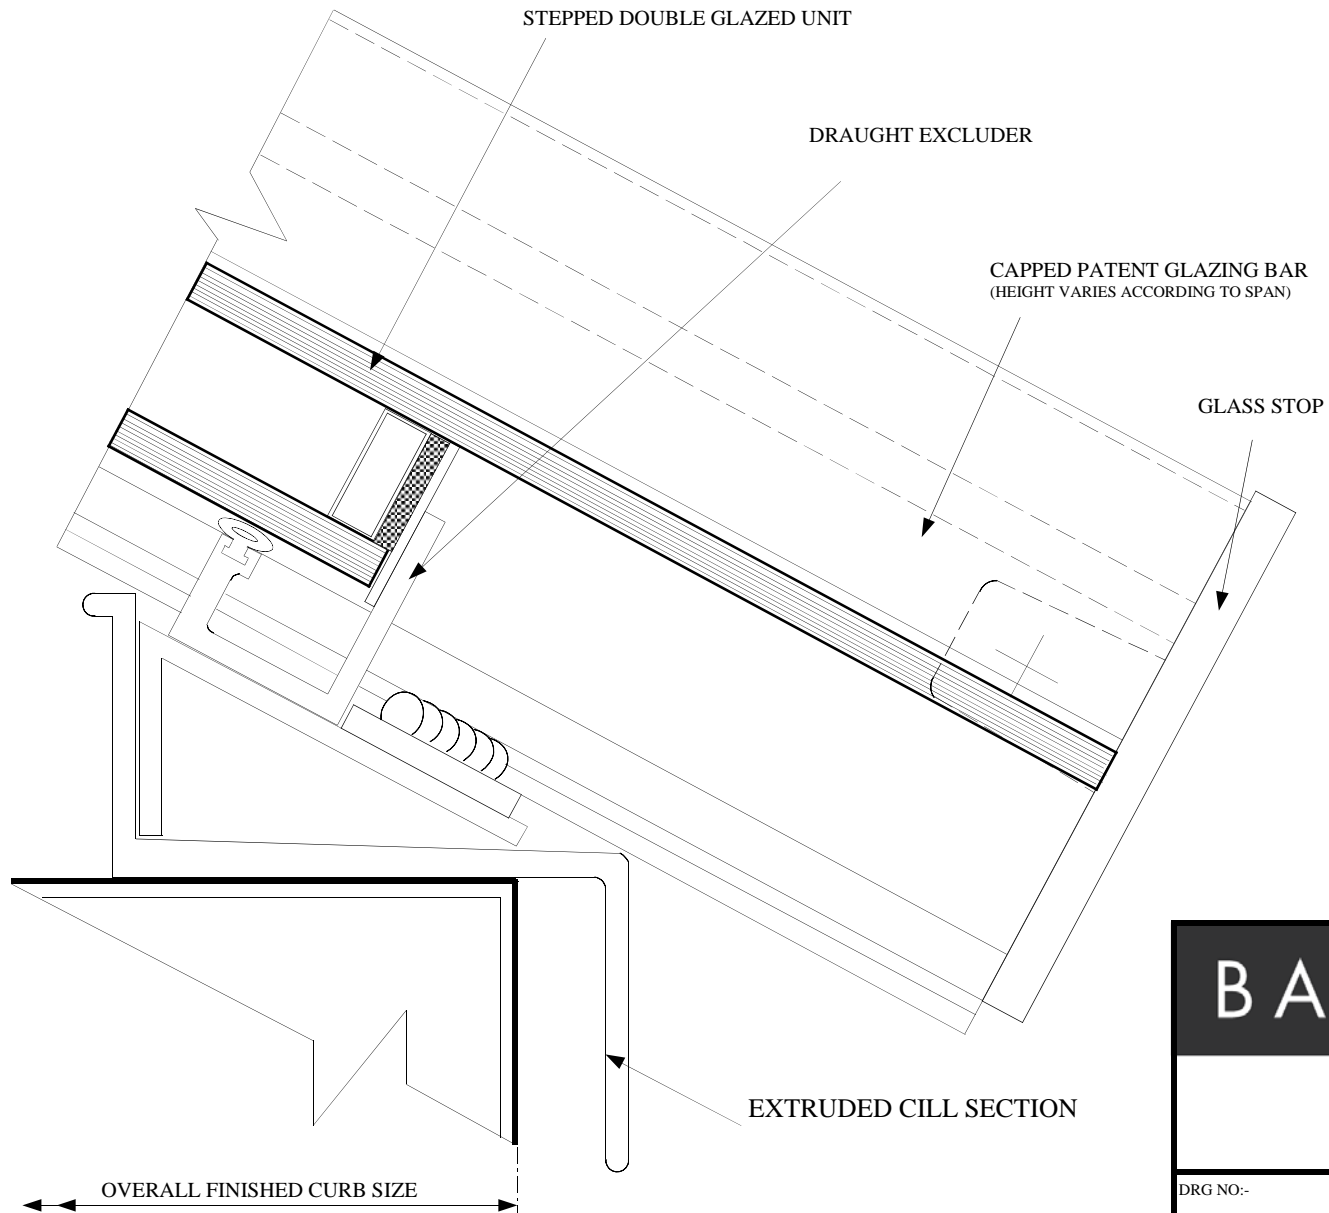 STEPPED DOUBLE GLAZED UNIT
DRAUGHT EXCLUDER
CAPPED PATENT GLAZING BAR
(HEIGHT VARIES ACCORDING TO SPAN)
GLASS STOP
EXTRUDED CILL SECTION
BA
OVERALL FINISHED CURB SIZE
DRG NO:-